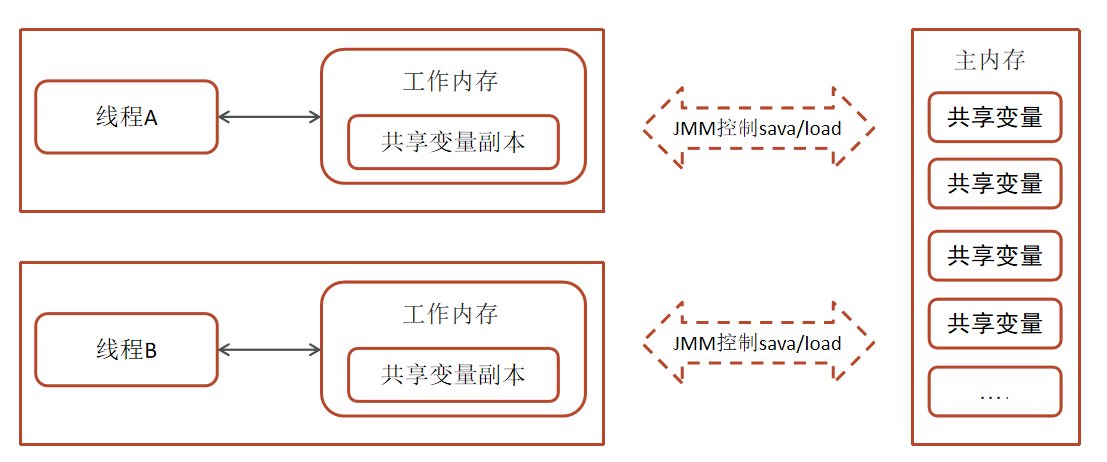 线程A
工作内存
共享变量副本
JMM控制sava/load
线程B
工作内存
共享变量副本
JMM控制sava/load
主内存
共享变量
共享变量
共享变量
共享变量
....